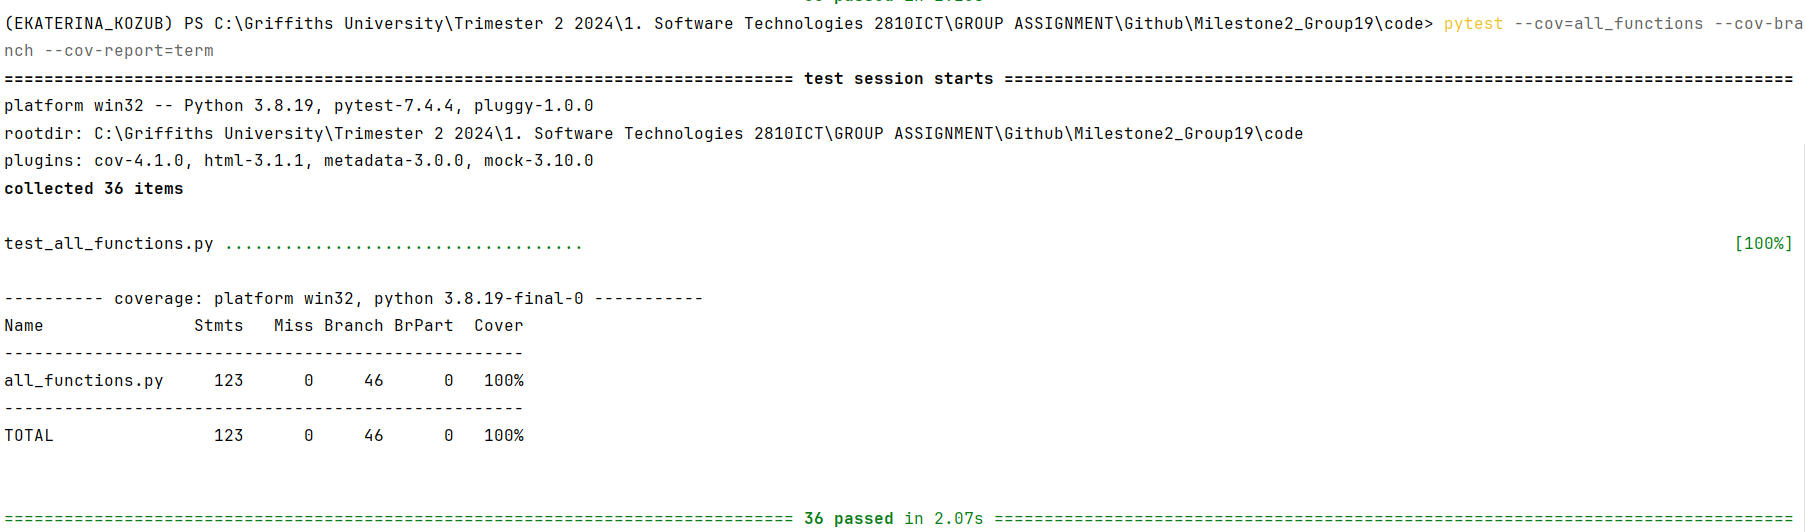 (EKATERINA_KOZUB) PS C:\Griffiths University\Trimester 2 2024\1. Software Technologies 2810ICT\GROUP ASSIGNMENT\Github\Milestone2_Group19\code> pytest --cov=all_functions --cov-bra
nch --cov-report=term
=============================================================================== test session starts ===============================================================================
platform win32 -- Python 3.8.19, pytest-7.4.4, pluggy-1.0.0
rootdir: C:\Griffiths University\Trimester 2 2024\1. Software Technologies 2810ICT\GROUP ASSIGNMENT\Github\Milestone2_Group19\code
plugins: cov-4.1.0, html-3.1.1, metadata-3.0.0, mock-3.10.0
collected 36 items
test_all_functions.py .................................... [100%]
---------- coverage: platform win32, python 3.8.19-final-0 -----------
Name               Stmts   Miss Branch BrPart  Cover
----------------------------------------------------
all_functions.py     123      0     46      0   100%
----------------------------------------------------
TOTAL                123      0     46      0   100%
=============================================================================== 36 passed in 2.07s ================================================================================